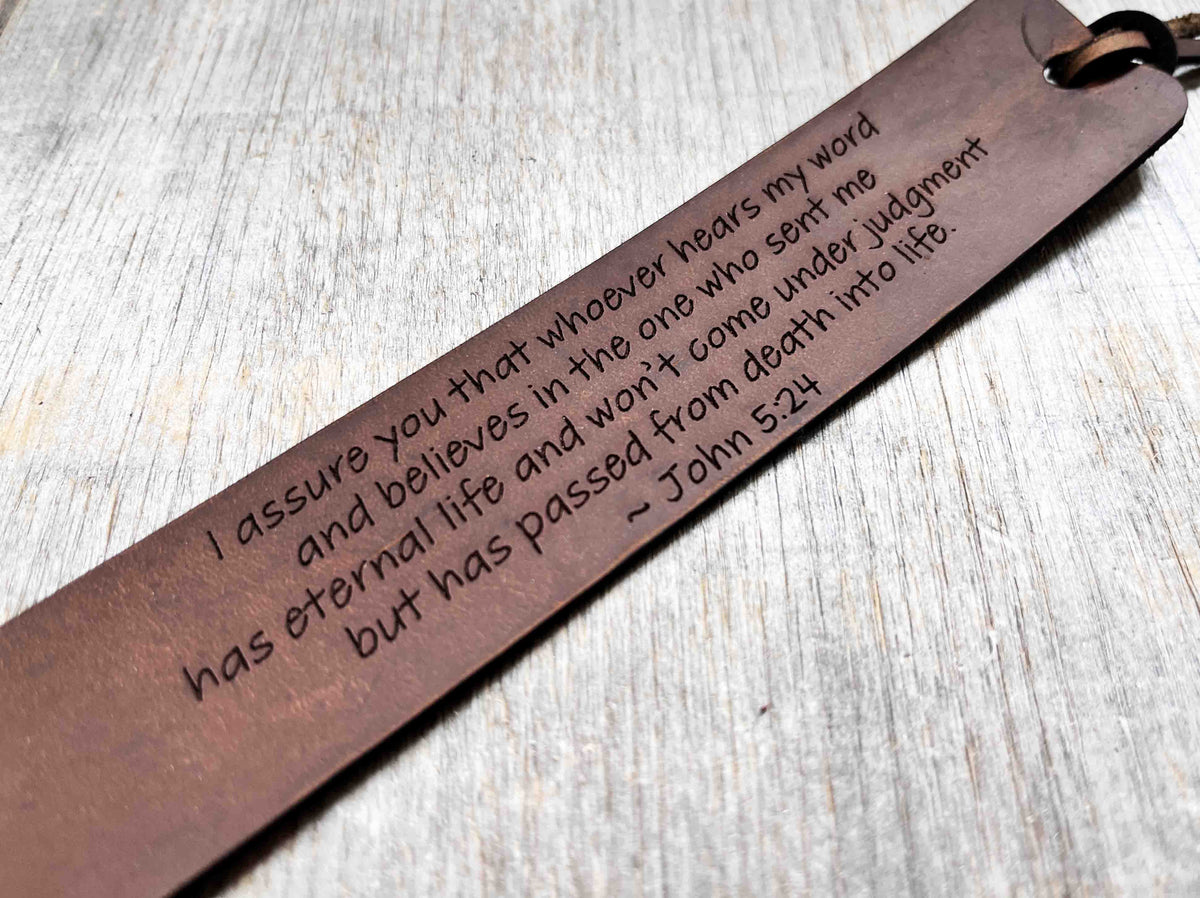 I assure you that whoever hears my word
and believes in the one who sent me
has eternal life and won't come under judgment
but has passed from death into life.
~ John 5:24